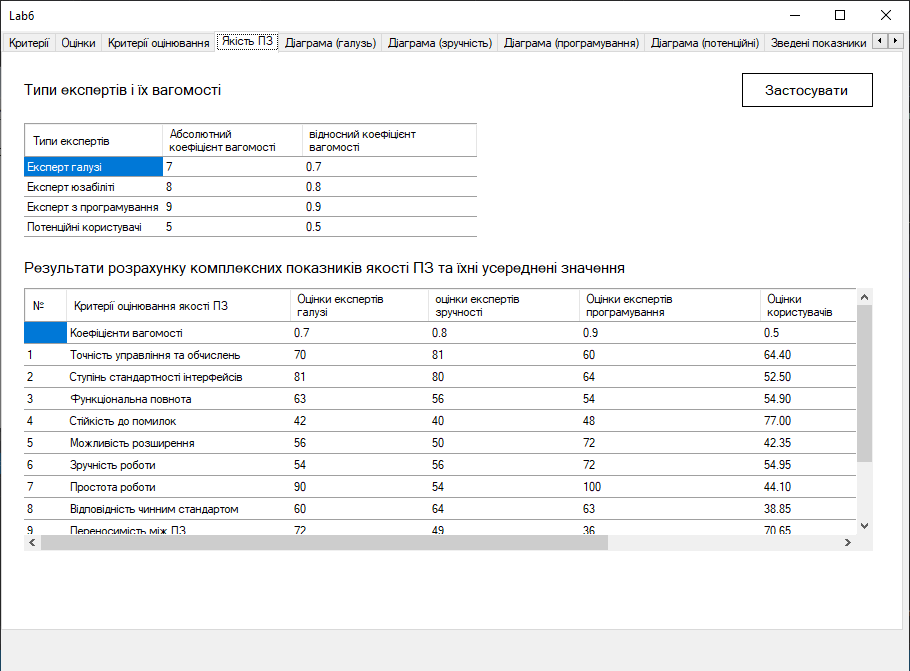 Lab6
Критерії Оцінки Критерії оцінювання Якість ПЗ Діаграма (галузь) Діаграма (зручність) Діаграма (програмування) Діаграма (потенційні) Зведені показники
Типи експертів і їх вагомості
Застосувати
Типи експертів Абсолютний коефіцієнт вагомості відносний коефіцієнт вагомості
Експерт галузі 7 0.7
Експерт юзабіліті 8 0.8
Експерт з програмування 9 0.9
Потенційні користувачі 5 0.5
Результати розрахунку комплексних показників якості ПЗ та їхні усереднені значення
№ Критерії оцінювання якості ПЗ Оцінки експертів галузі оцінки експертів зручності Оцінки експертів програмування Оцінки користувачів
Коефіцієнти вагомості 0.7 0.8 0.9 0.5
1 Точність управління та обчислень 70 81 60 64.40
2 Ступінь стандартності інтерфейсів 81 80 64 52.50
3 Функціональна повнота 63 56 54 54.90
4 Стійкість до помилок 42 40 48 77.00
5 Можливість розширення 56 50 72 42.35
6 Зручність роботи 54 56 72 54.95
7 Простота роботи 90 54 100 44.10
8 Відповідність чинним стандартом 60 64 63 38.85
9 Переносимість між ПЗ 72 49 36 70.65